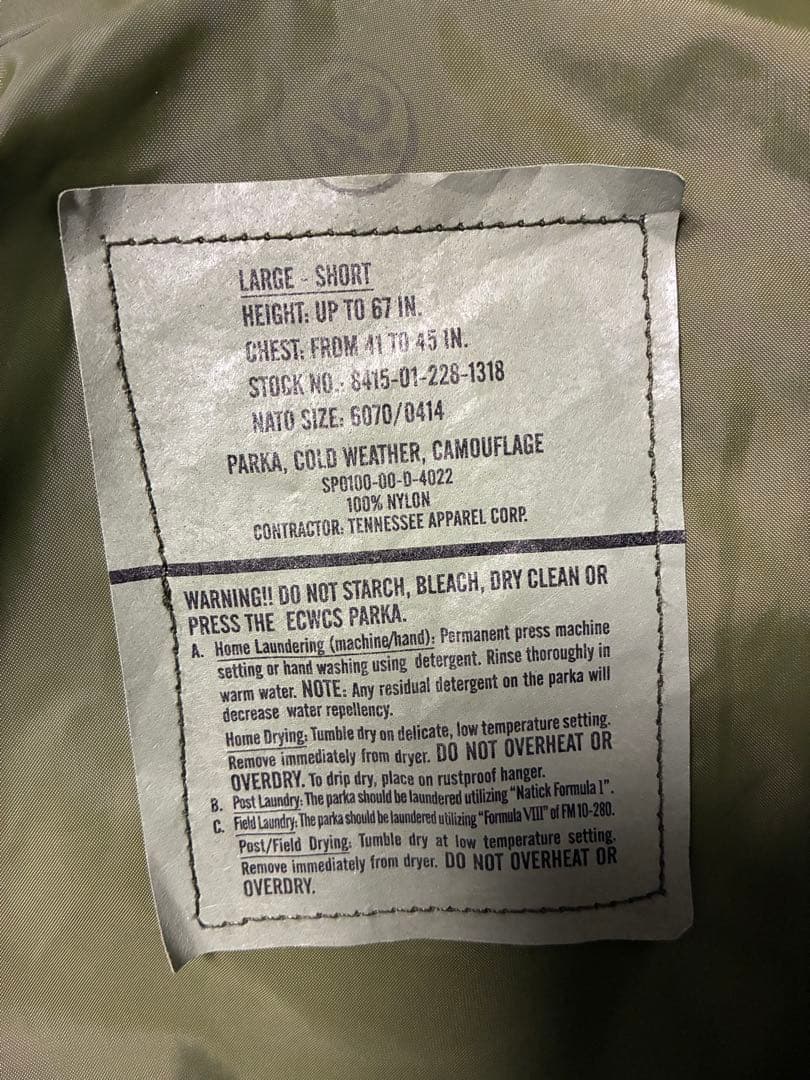 LARGE - SHORT
HEIGHT: UP TO 67 IN.
CHEST: FROM 41 TO 45 IN.
STOCK NO.: 8415-01-228-1318
NATO SIZE: 6070/0414
PARKA, COLD WEATHER, CAMOUFLAGE
SPO100-00-D-4022
100% NYLON
CONTRACTOR: TENNESSEE APPAREL CORP.
WARNING!! DO NOT STARCH, BLEACH, DRY CLEAN OR
PRESS THE ECWCS PARKA.
A. Home Laundering (machine/hand): Permanent press machine
setting or hand washing using detergent. Rinse thoroughly in
warm water. NOTE: Any residual detergent on the parka will
decrease water repellency.
Home Drying: Tumble dry on delicate, low temperature setting.
Remove immediately from dryer. DO NOT OVERHEAT OR
OVERDRY. To drip dry, place on rustproof hanger.
B. Post Laundry: The parka should be laundered utilizing "Natick Formula 1".
C. Field Laundry: The parka should be laundered utilizing "Formula VIII" of FM 10-280.
Post/Field Drying: Tumble dry at low temperature setting.
Remove immediately from dryer. DO NOT OVERHEAT OR
OVERDRY.